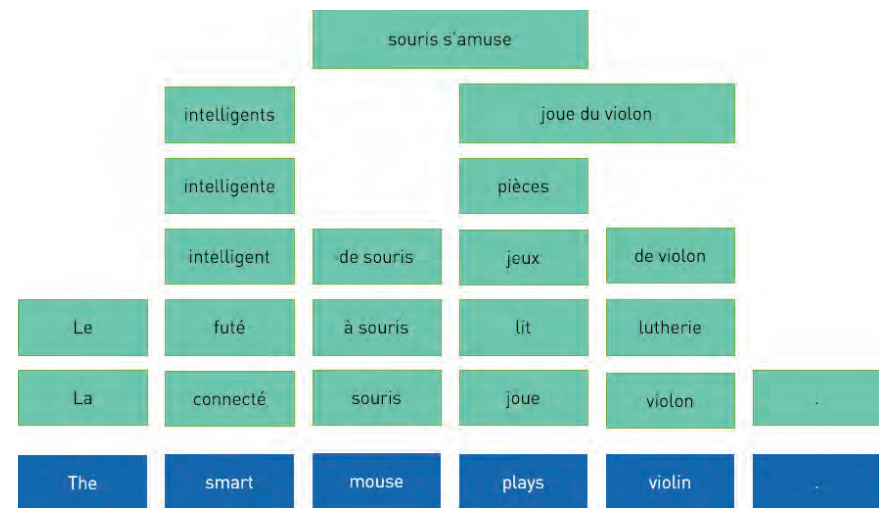 souris s'amuse
intelligents joue du violon
intelligente pièces
intelligent de souris jeux de violon
Le futé à souris lit lutherie
La connecté souris joue violon .
The smart mouse plays violin .